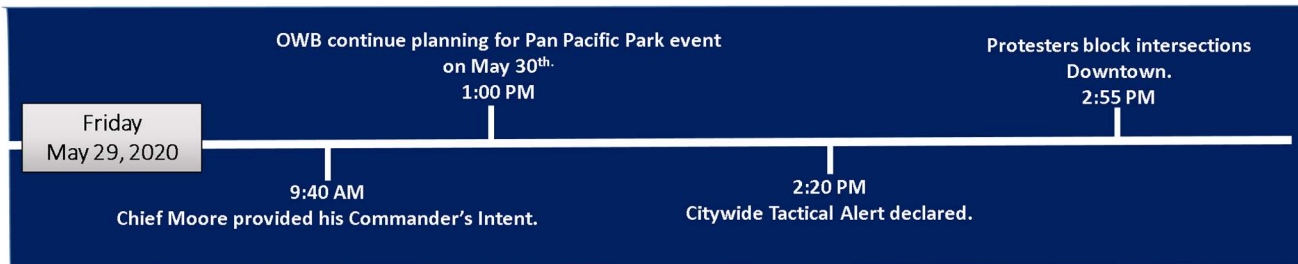 Friday
May 29, 2020
9:40 AM
Chief Moore provided his Commander's Intent.
OWB continue planning for Pan Pacific Park event
on May 30th.
1:00 PM
2:20 PM
Citywide Tactical Alert declared.
Protesters block intersections
Downtown.
2:55 PM